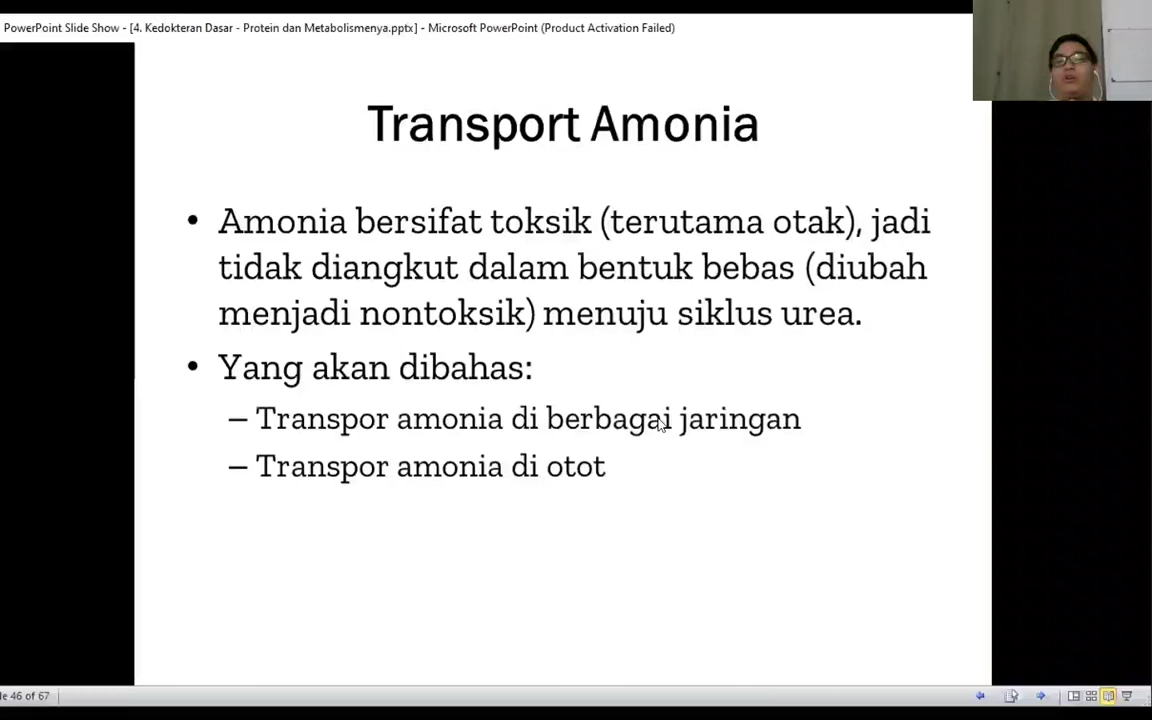 PowerPoint Slide Show - [4. Kedokteran Dasar - Protein dan Metabolismenya.pptx] - Microsoft PowerPoint (Product Activation Failed)
Transport Amonia
• Amonia bersifat toksik (terutama otak), jadi
tidak diangkut dalam bentuk bebas (diubah
menjadi nontoksik) menuju siklus urea.
• Yang akan dibahas:
– Transpor amonia di berbagai jaringan
– Transpor amonia di otot
le 46 of 67